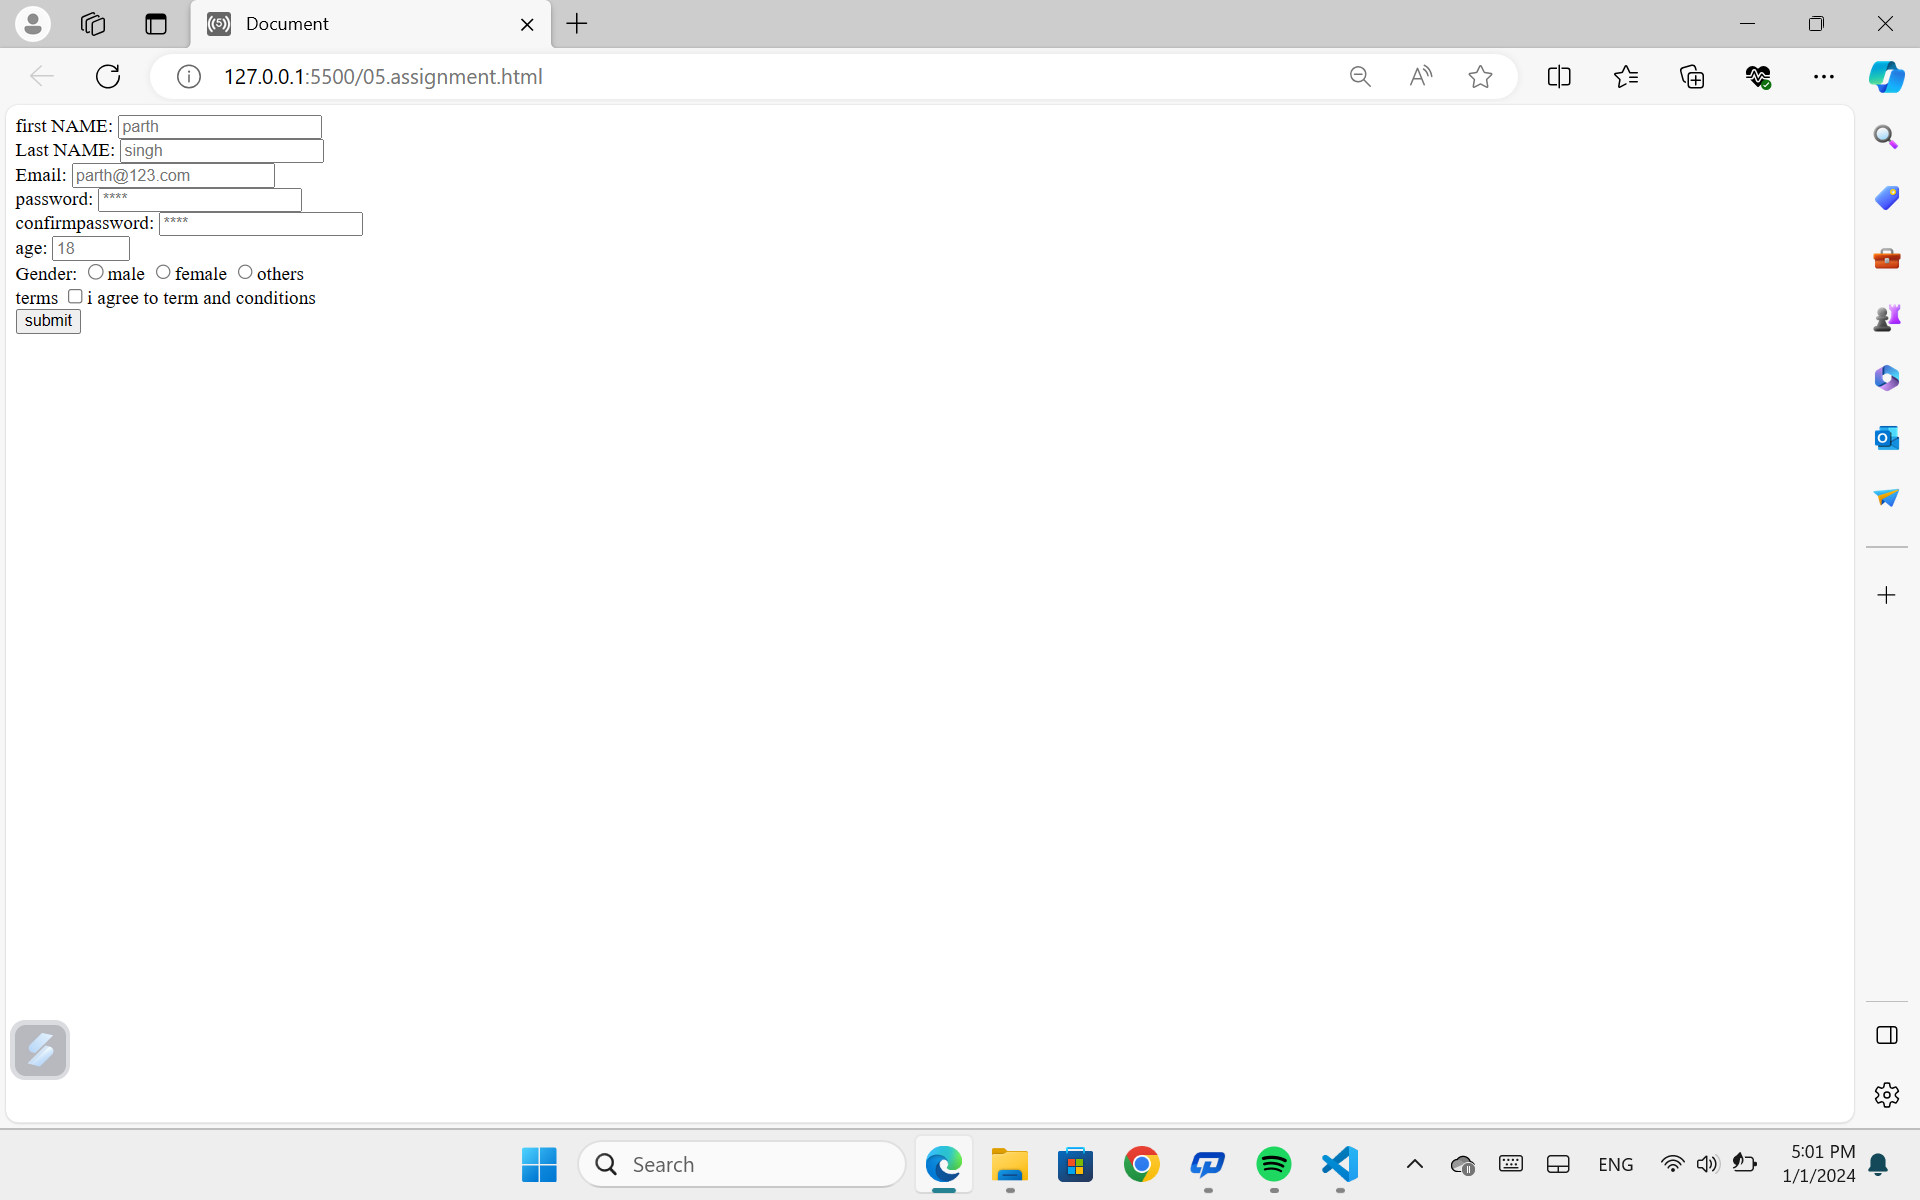 Document
127.0.0.1:5500/05.assignment.html
first NAME: parth
Last NAME: singh
Email: parth@123.com
password: ****
confirmpassword: ****
age: 18
Gender: male female others
terms i agree to term and conditions
submit
Search
ENG
5:01 PM
1/1/2024